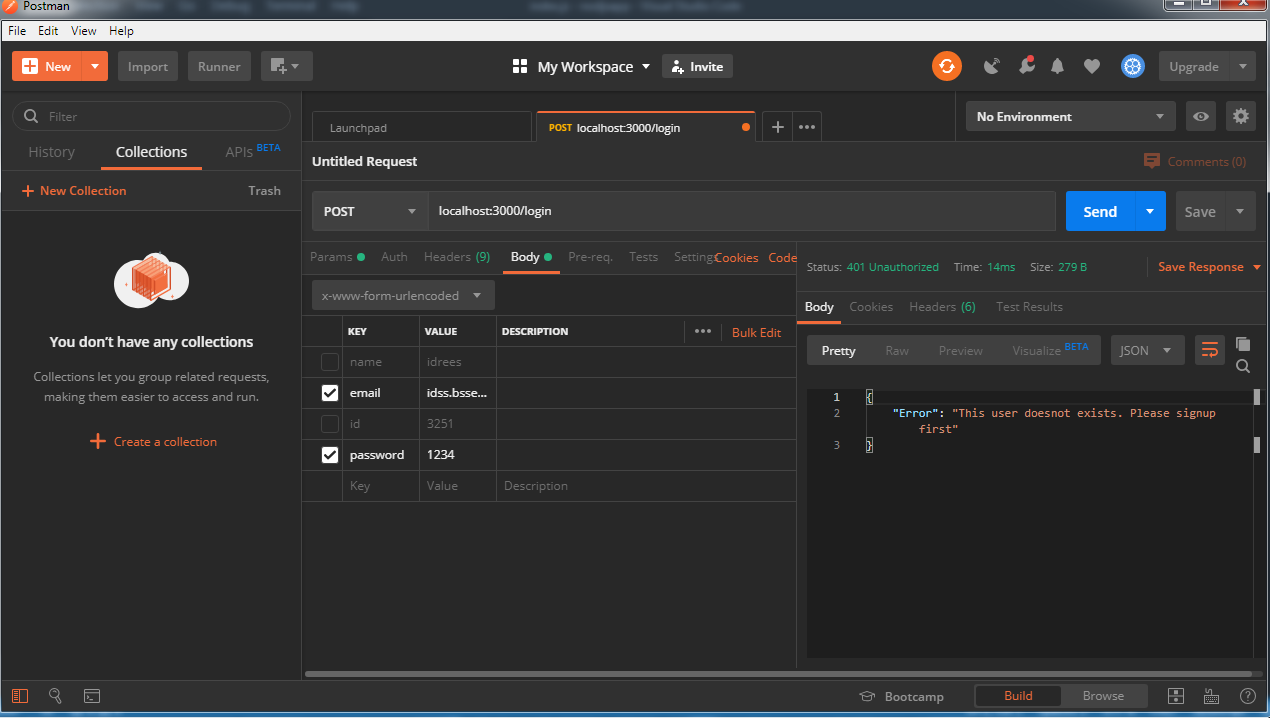 Postman
File Edit View Help
New Import Runner My Workspace Invite Upgrade
Filter
History Collections APIs BETA
New Collection Trash
You don't have any collections
Collections let you group related requests,
making them easier to access and run.
Create a collection
Launchpad POST localhost:3000/login No Environment
Untitled Request Comments (0)
POST localhost:3000/login Send Save
Params Auth Headers (9) Body Pre-req. Tests Settings Cookies Code
x-www-form-urlencoded
KEY VALUE DESCRIPTION Bulk Edit
name idrees
email idss.bsse...
id 3251
password 1234
Key Value Description
Status: 401 Unauthorized Time: 14ms Size: 279 B Save Response
Body Cookies Headers (6) Test Results
Pretty Raw Preview Visualize BETA JSON
1 {
2 "Error": "This user doesnot exists. Please signup
first"
3 }
Bootcamp Build Browse